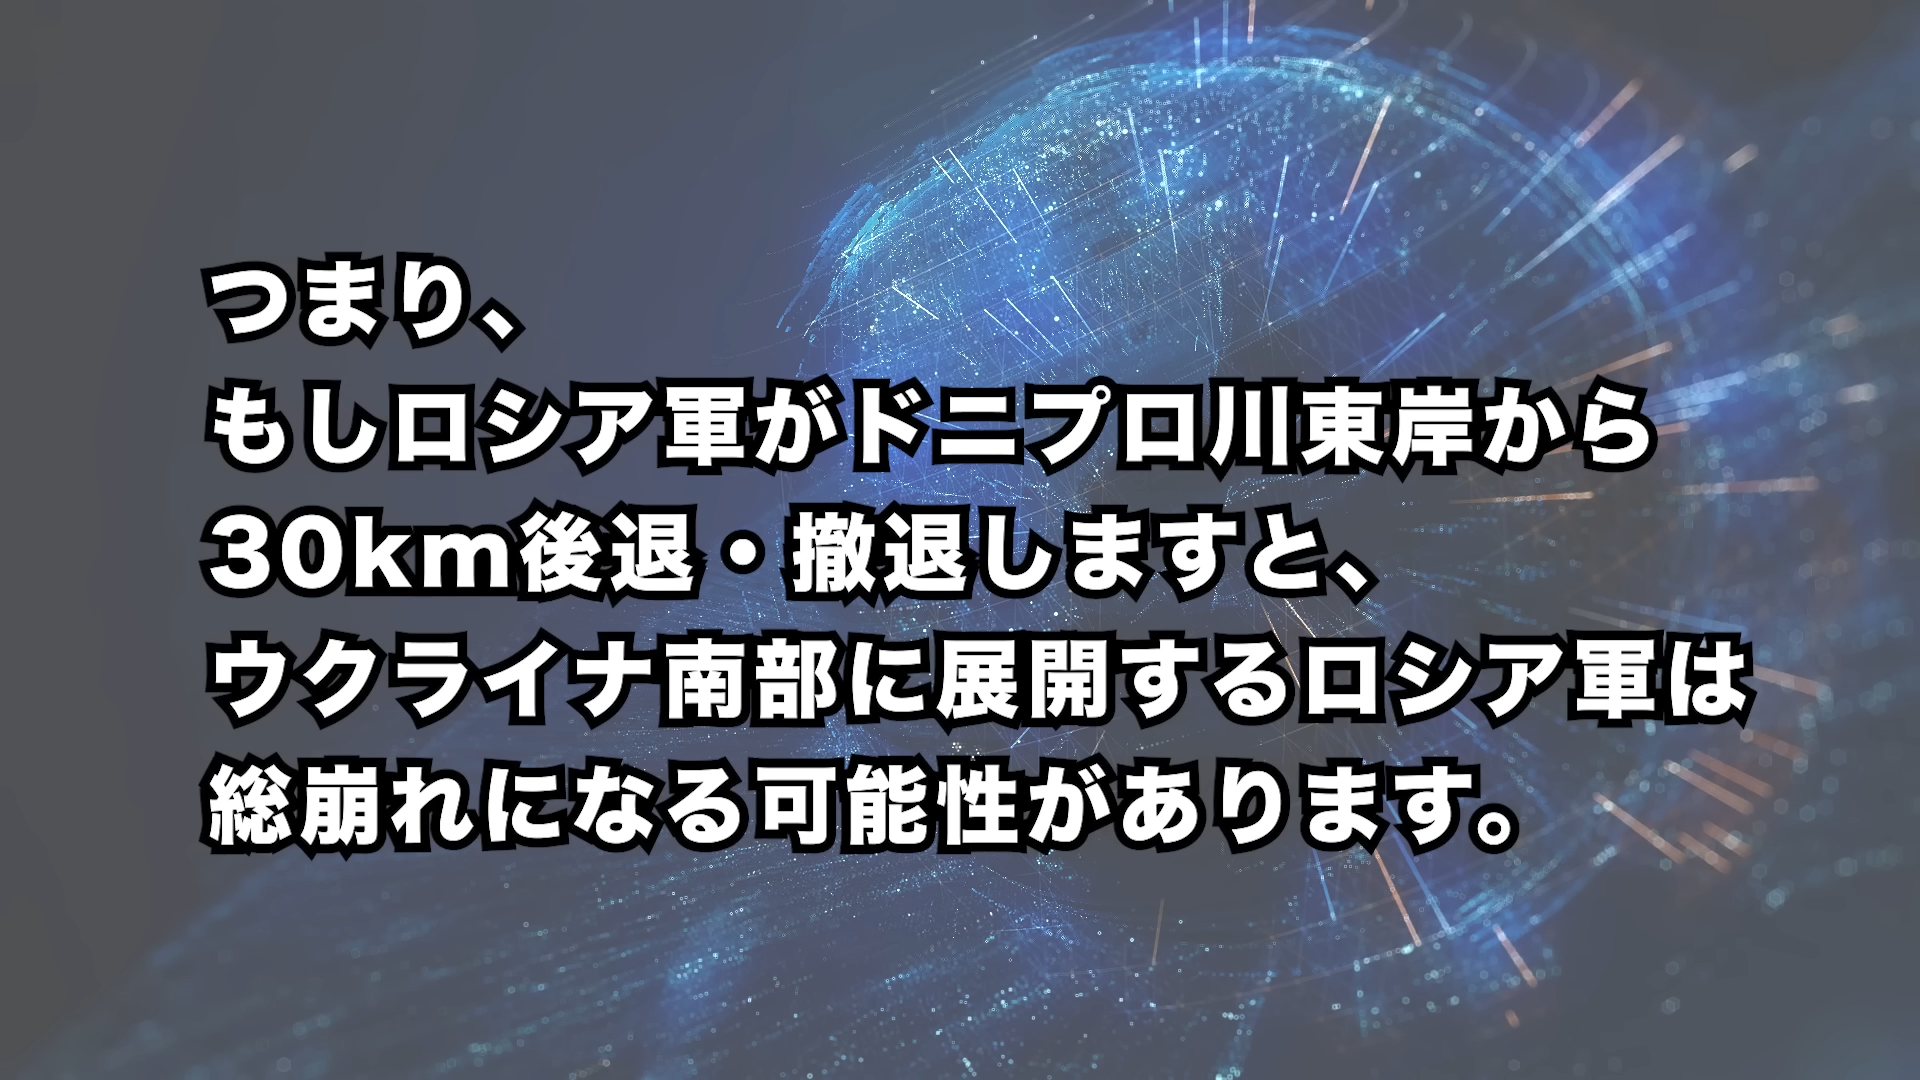 つまり、
もしロシア軍がドニプロ川東岸から
30km後退・撤退しますと、
ウクライナ南部に展開するロシア軍は
総崩れになる可能性があります。